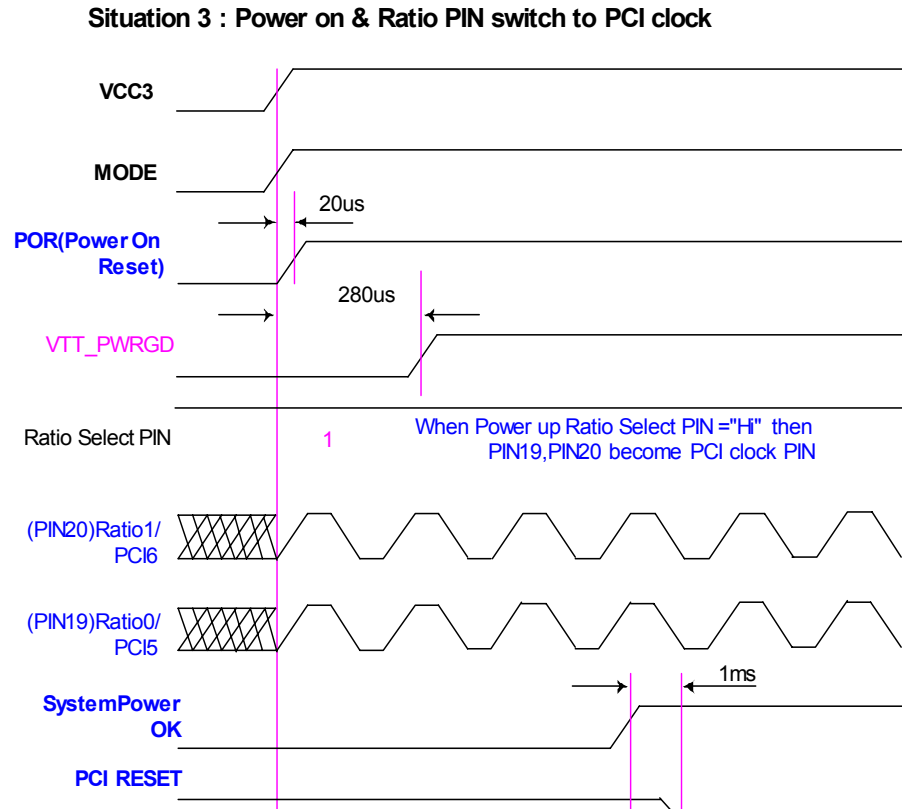 Situation 3 : Power on & Ratio PIN switch to PCI clock
VCC3
MODE
20us
POR(Power On
Reset)
280us
VTT_PWRGD
Ratio Select PIN
1
When Power up Ratio Select PIN ="Hi" then
PIN19,PIN20 become PCI clock PIN
(PIN20)Ratio1/
PCI6
(PIN19)Ratio0/
PCI5
1ms
SystemPower
OK
PCI RESET